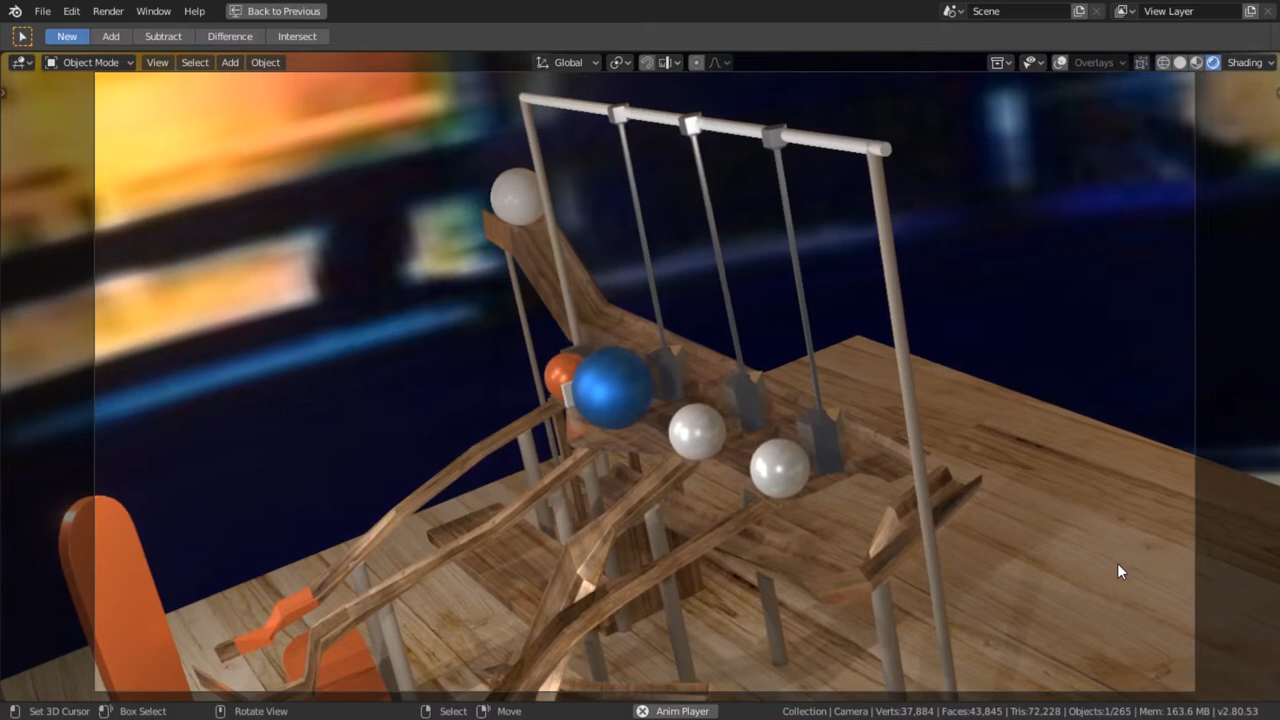 File Edit Render Window Help Back to Previous Scene View Layer
New Add Subtract Difference Intersect
Object Mode View Select Add Object Global Overlays Shading
Set 3D Cursor Box Select Rotate View Select Move Anim Player Collection | Camera | Verts:37,884 | Faces:43,845 | Tris:72,228 | Objects:1/265 | Mem: 163.6 MB | v2.80.53